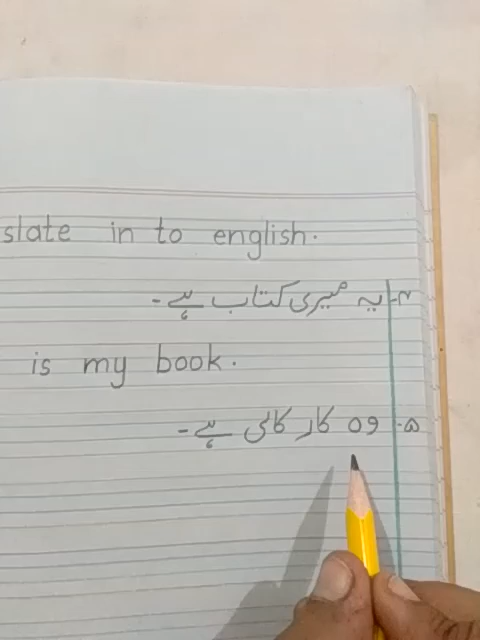 slate in to english.
۴- یہ میری کتاب ہے -
is my book.
۵- وہ کار کالی ہے -